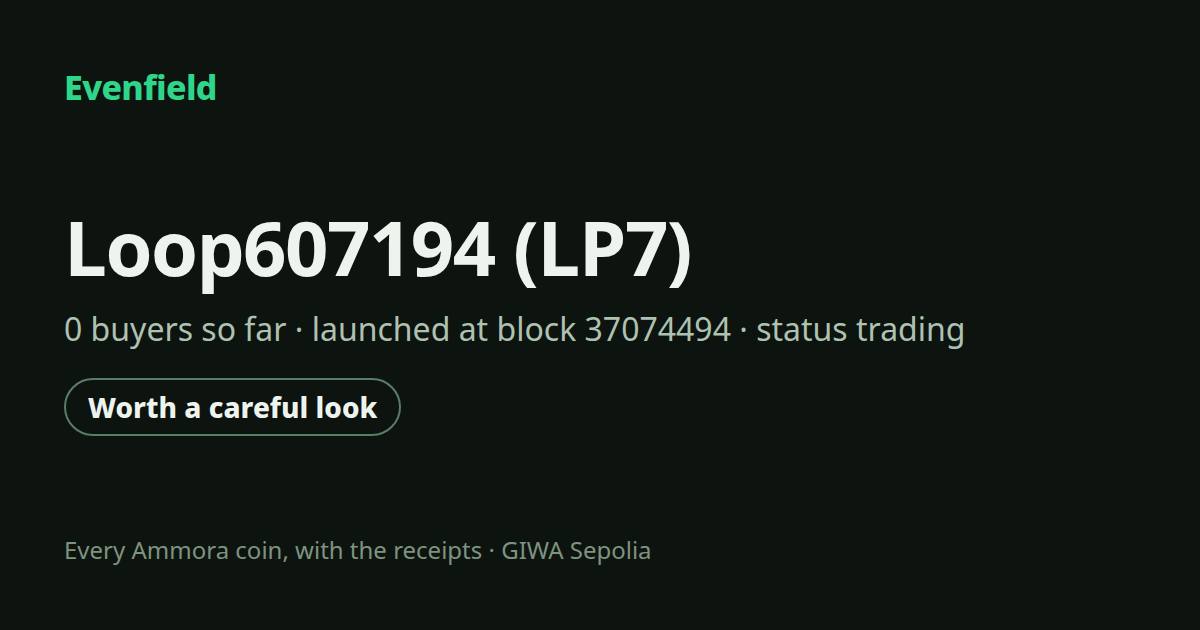 Evenfield
Loop607194 (LP7)
0 buyers so far · launched at block 37074494 · status trading
Worth a careful look
Every Ammora coin, with the receipts · GIWA Sepolia